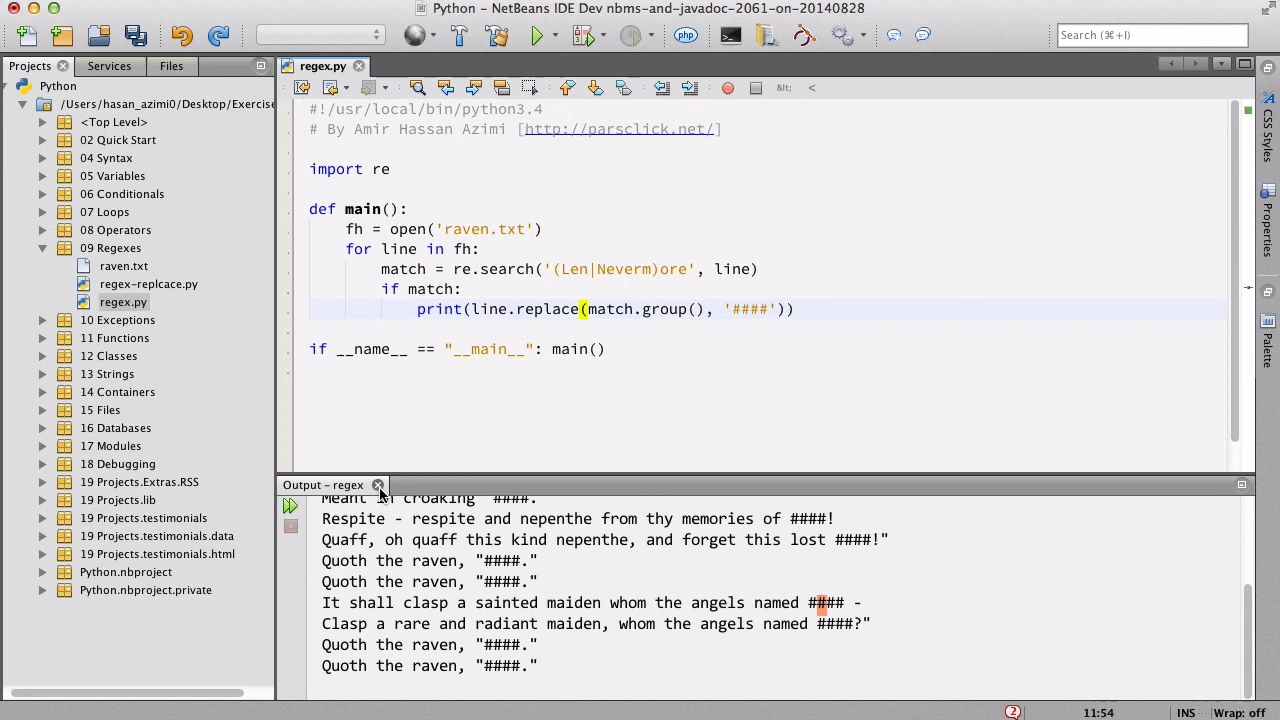 Python - NetBeans IDE Dev nbms-and-javadoc-2061-on-20140828
php
Search (⌘+I)
Projects
Services
Files
regex.py
Python
/Users/hasan_azimi0/Desktop/Exercise
<Top Level>
02 Quick Start
04 Syntax
05 Variables
06 Conditionals
07 Loops
08 Operators
09 Regexes
raven.txt
regex-replcace.py
regex.py
10 Exceptions
11 Functions
12 Classes
13 Strings
14 Containers
15 Files
16 Databases
17 Modules
18 Debugging
19 Projects.Extras.RSS
19 Projects.lib
19 Projects.testimonials
19 Projects.testimonials.data
19 Projects.testimonials.html
Python.nbproject
Python.nbproject.private
&lt; <
#!/usr/local/bin/python3.4
# By Amir Hassan Azimi [http://parsclick.net/]
import re
def main():
fh = open('raven.txt')
for line in fh:
match = re.search('(Len|Neverm)ore', line)
if match:
print(line.replace(match.group(), '####'))
if __name__ == "__main__": main()
Output - regex
Meant in croaking "####."
Respite - respite and nepenthe from thy memories of ####!
Quaff, oh quaff this kind nepenthe, and forget this lost ####!"
Quoth the raven, "####."
Quoth the raven, "####."
It shall clasp a sainted maiden whom the angels named #### -
Clasp a rare and radiant maiden, whom the angels named ####?"
Quoth the raven, "####."
Quoth the raven, "####."
CSS Styles
Properties
Palette
2
11:54
INS
Wrap: off